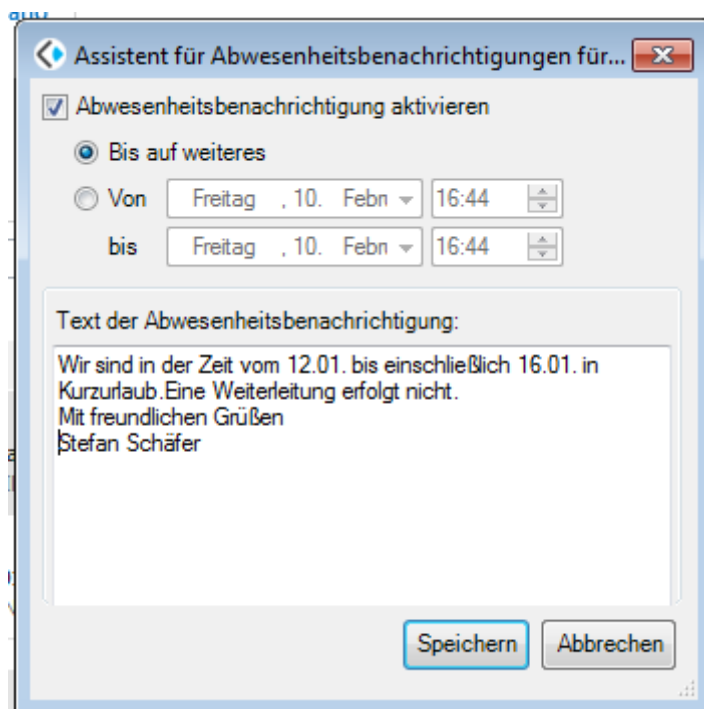 Assistent für Abwesenheitsbenachrichtigungen für...
Abwesenheitsbenachrichtigung aktivieren
Bis auf weiteres
Von Freitag , 10. Febr 16:44
bis Freitag , 10. Febr 16:44
Text der Abwesenheitsbenachrichtigung:
Wir sind in der Zeit vom 12.01. bis einschließlich 16.01. in
Kurzurlaub.Eine Weiterleitung erfolgt nicht.
Mit freundlichen Grüßen
Stefan Schäfer
Speichern Abbrechen